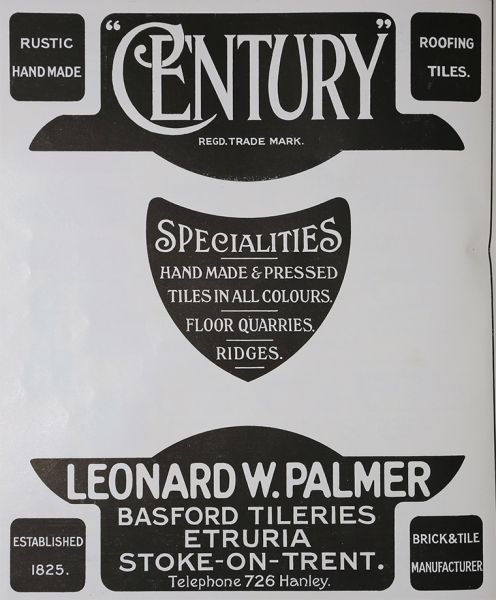 RUSTIC
HAND MADE
"CENTURY"
REGD. TRADE MARK.
ROOFING
TILES.
SPECIALITIES
HAND MADE & PRESSED
TILES IN ALL COLOURS.
FLOOR QUARRIES.
RIDGES.
LEONARD W. PALMER
BASFORD TILERIES
ETRURIA
STOKE-ON-TRENT.
Telephone 726 Hanley.
ESTABLISHED
1825.
BRICK & TILE
MANUFACTURER